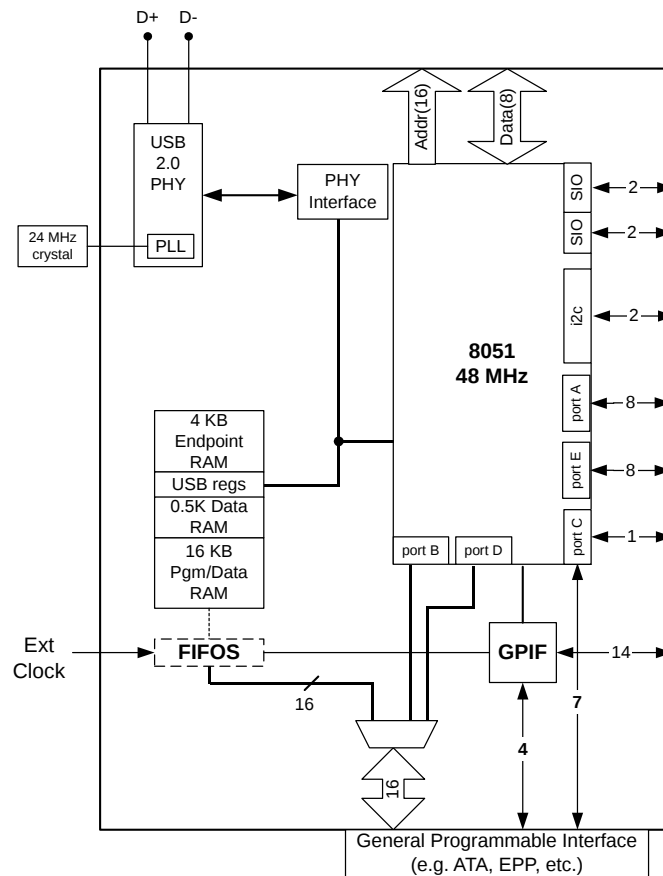 D+ D-
Addr(16)
Data(8)
USB
2.0
PHY
PLL
24 MHz
crystal
PHY
Interface
SIO
2
SIO
2
i2c
2
8051
48 MHz
port A
8
port E
8
port C
1
port B
port D
4 KB
Endpoint
RAM
USB regs
0.5K Data
RAM
16 KB
Pgm/Data
RAM
Ext
Clock
FIFOS
GPIF
14
16
7
4
16
General Programmable Interface
(e.g. ATA, EPP, etc.)